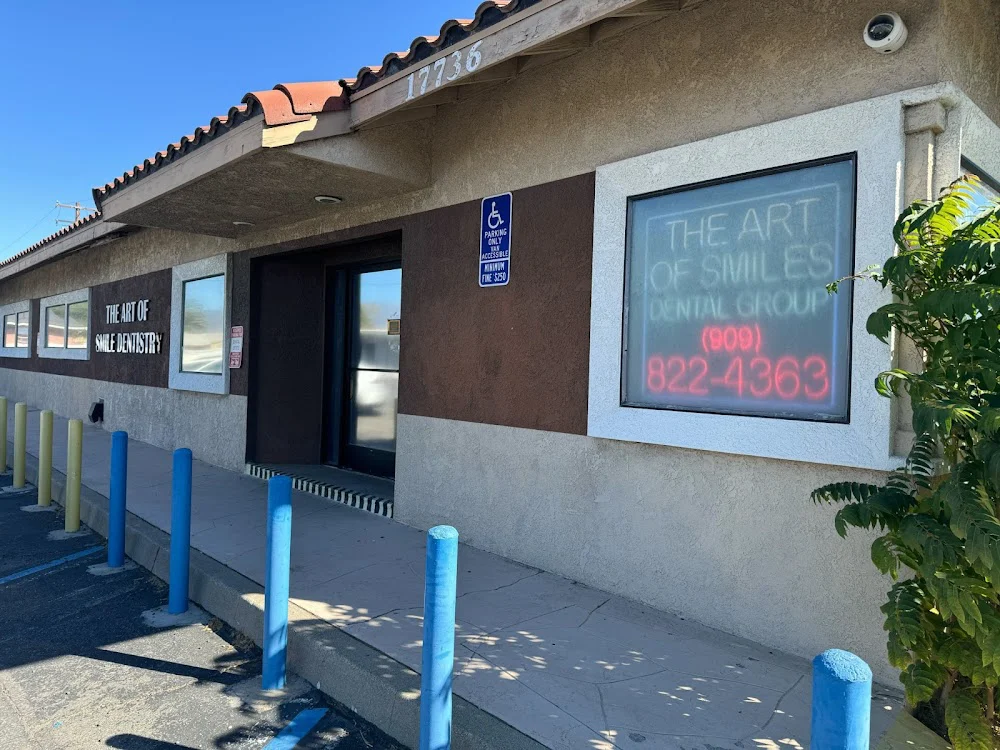 17736
THE ART OF
SMILE DENTISTRY
PARKING
ONLY
VAN
ACCESSIBLE
MINIMUM
FINE $250
THE ART
OF SMILES
DENTAL GROUP
(909)
822-4363